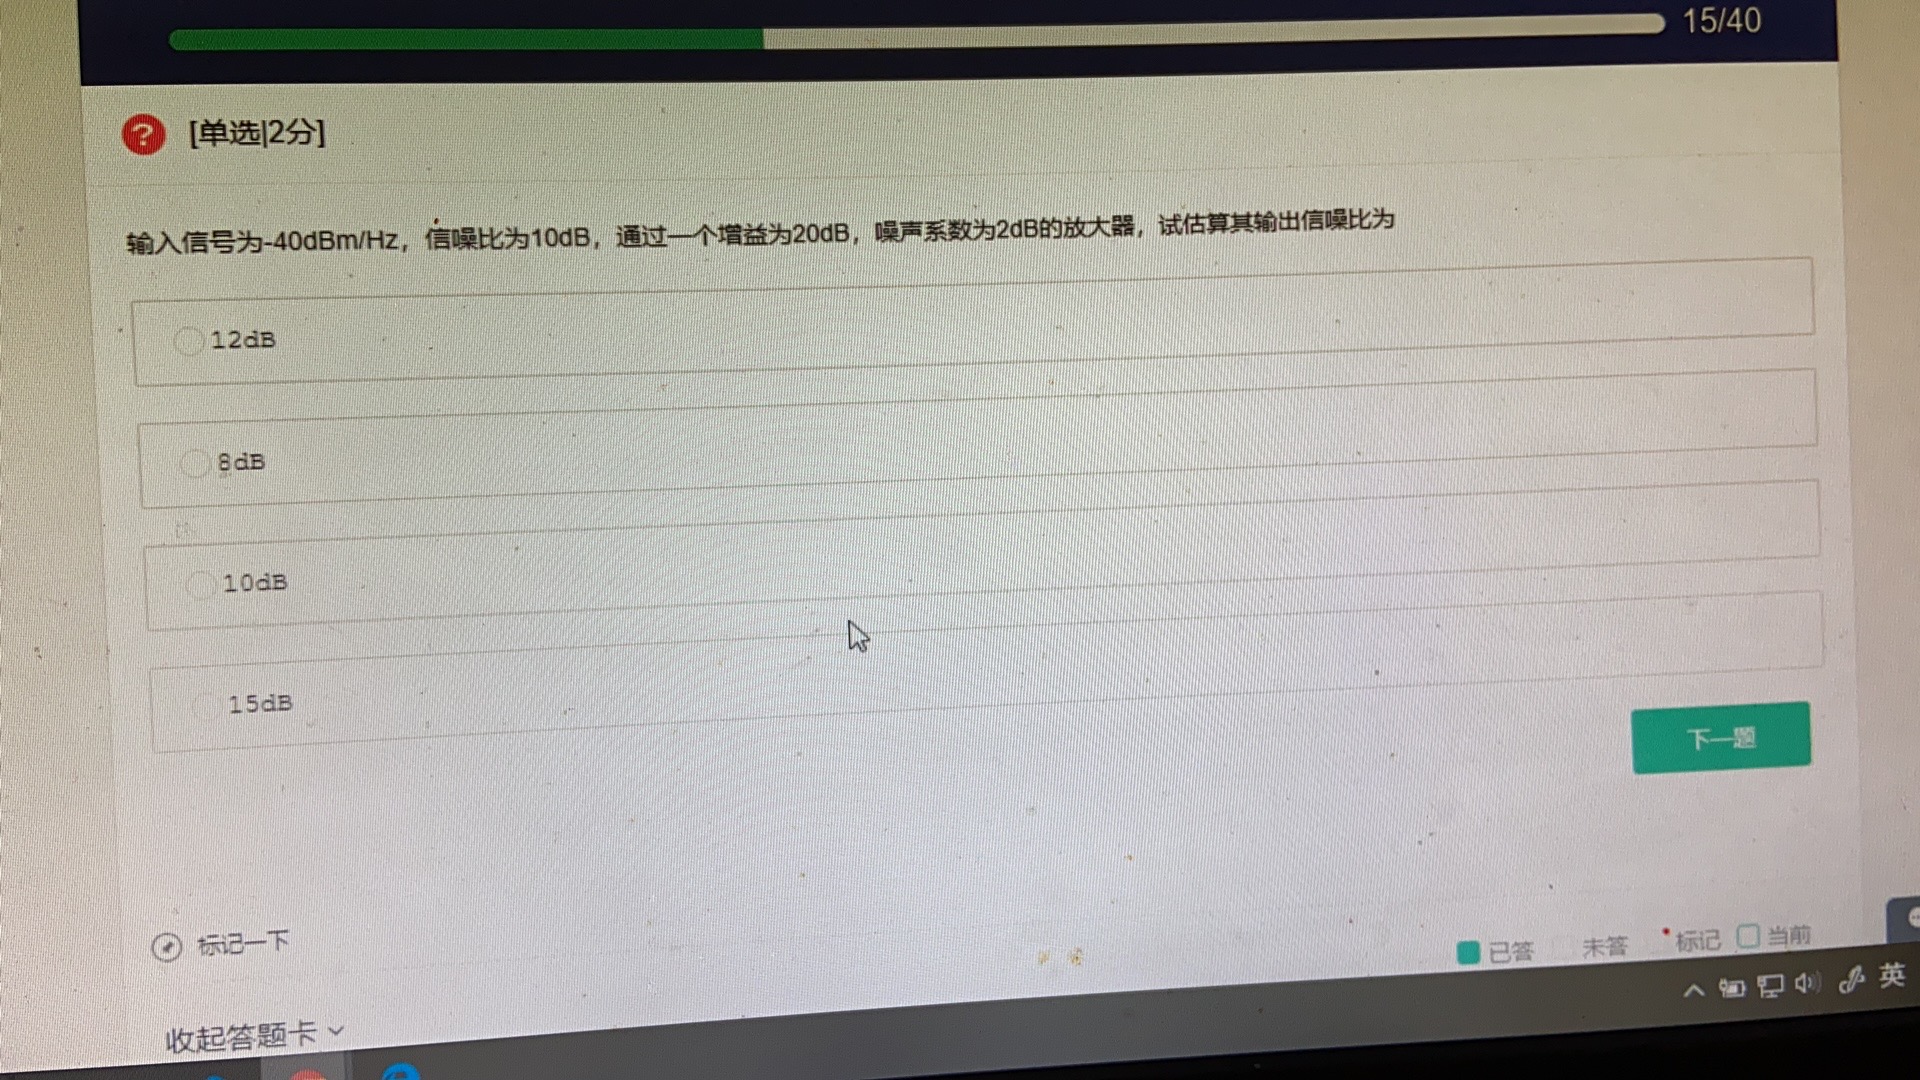 15/40
[单选|2分]
输入信号为-40dBm/Hz，信噪比为10dB，通过一个增益为20dB，噪声系数为2dB的放大器，试估算其输出信噪比为
12dB
8dB
10dB
15dB
下一题
标记一下
已答 未答 标记 当前
收起答题卡
英